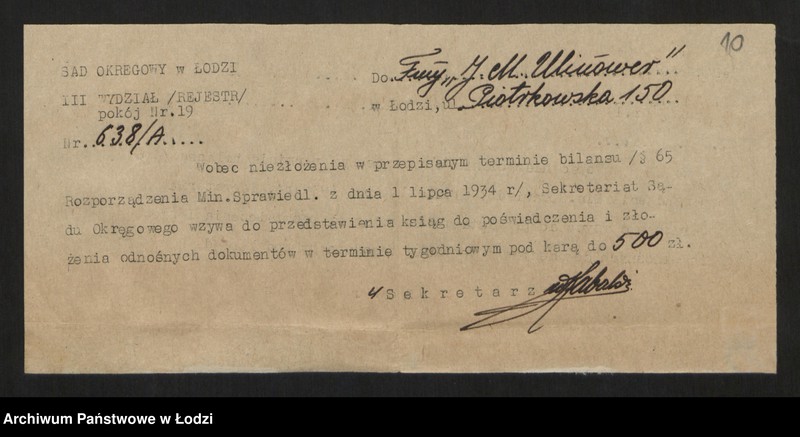 10
SAD OKRĘGOWY w ŁODZI
Do Firmy „J. M. Ulinower"
III WYDZIAŁ /REJESTR/
pokój Nr.19
w Łodzi, ul. Piotrkowska 150
Nr. 638/A.....
Wobec niezłożenia w przepisanym terminie bilansu /§ 65
Rozporządzenia Min.Sprawiedl. z dnia 1 lipca 1934 r/, Sekretariat Są-
du Okręgowego wzywa do przedstawienia ksiąg do poświadczenia i zło-
żenia odnośnych dokumentów w terminie tygodniowym pod karą do 500 zł.
Sekretarz
Archiwum Państwowe w Łodzi